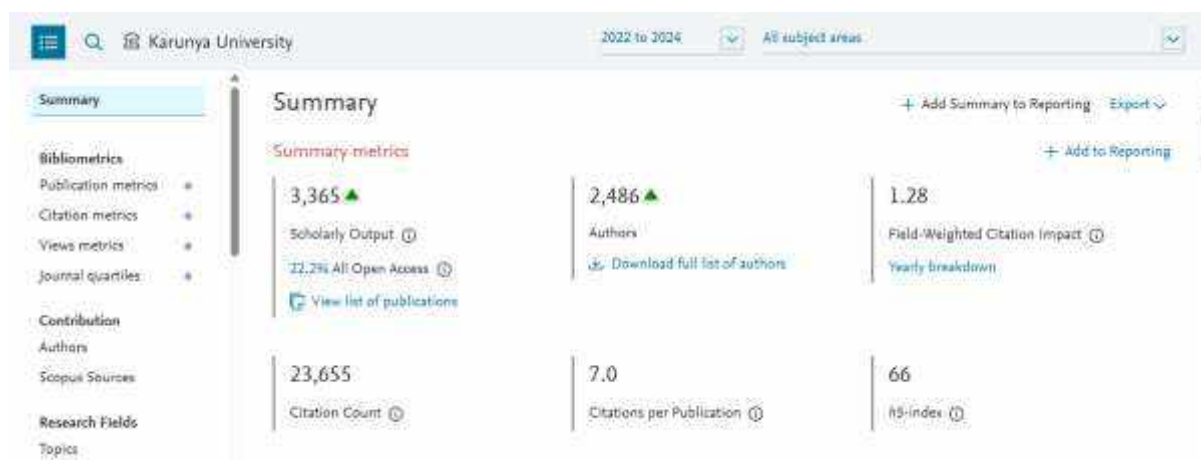 Karunya University
2022 to 2024
All subject areas
Summary
Bibliometrics
Publication metrics
Citation metrics
Views metrics
Journal quartiles
Contribution
Authors
Scopus Sources
Research Fields
Topics
Summary
+ Add Summary to Reporting
Export
Summary metrics
+ Add to Reporting
3,365
Scholarly Output
22.2% All Open Access
View list of publications
2,486
Authors
Download full list of authors
1.28
Field-Weighted Citation Impact
Yearly breakdown
23,655
Citation Count
7.0
Citations per Publication
66
h5-index